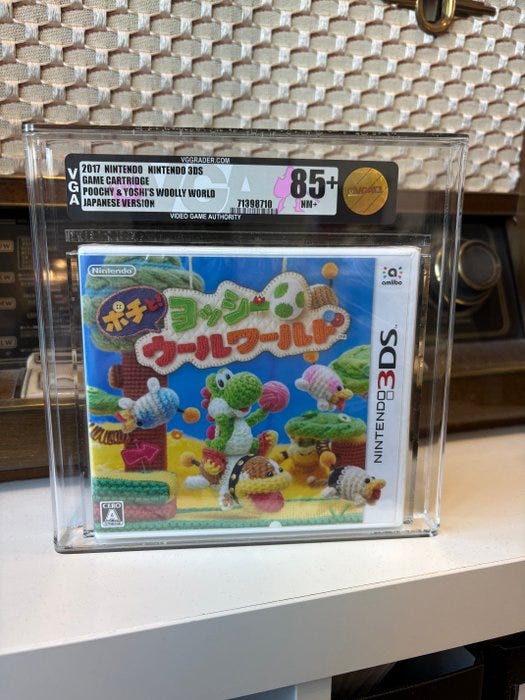 VGGRADER.COM
VGA
2017 NINTENDO NINTENDO 3DS
GAME CARTRIDGE
POOCHY & YOSHI'S WOOLLY WORLD
JAPANESE VERSION
71398710
85+
NM+
VIDEO GAME AUTHORITY
Nintendo
amiibo
ポチと!
ヨッシー
ウールワールド
NINTENDO 3DS
CERO
A